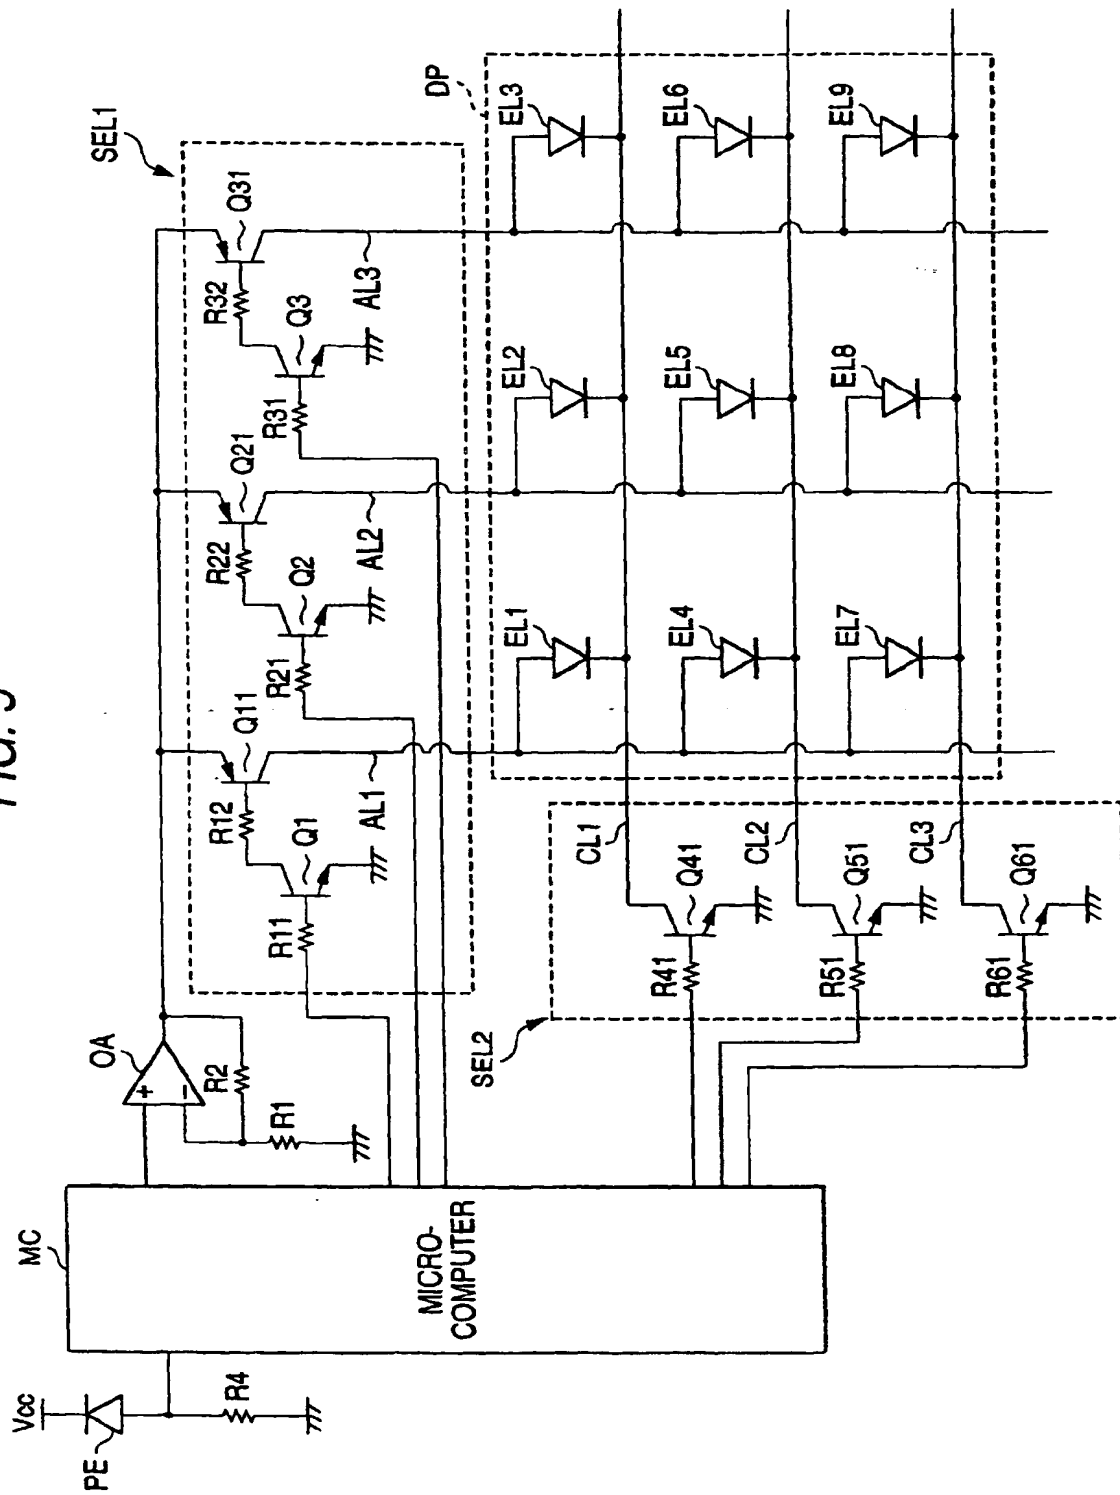 FIG. 5
Vcc
PE
R4
MC
MICRO-
COMPUTER
OA
+
−
R2
R1
SEL1
R11
Q1
R12
Q11
AL1
R21
Q2
R22
Q21
AL2
R31
Q3
R32
Q31
AL3
DP
EL1
EL2
EL3
EL4
EL5
EL6
EL7
EL8
EL9
SEL2
CL1
R41
Q41
CL2
R51
Q51
CL3
R61
Q61